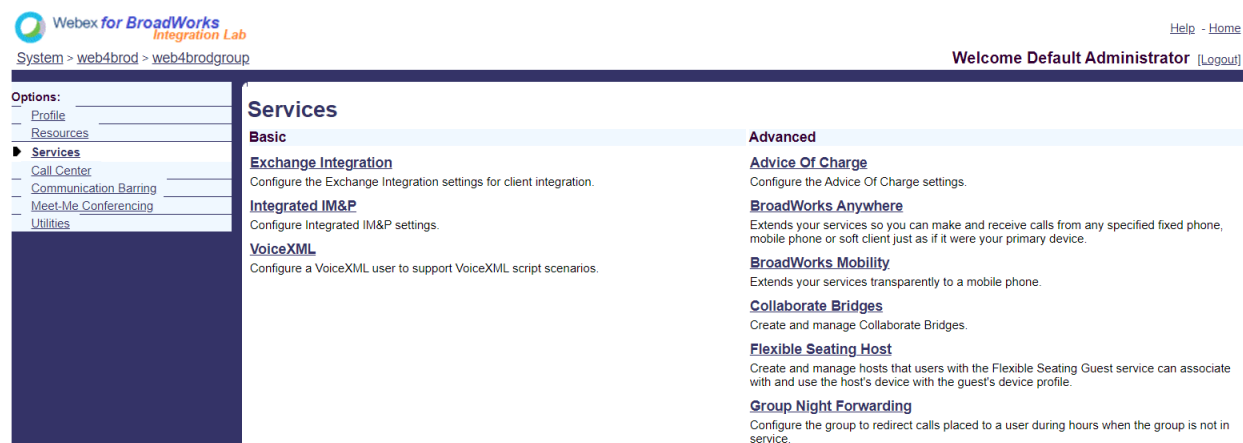 Webex for BroadWorks
Integration Lab
Help - Home
System > web4brod > web4brodgroup
Welcome Default Administrator [Logout]
Options:
Profile
Resources
Services
Call Center
Communication Barring
Meet-Me Conferencing
Utilities
Services
Basic
Exchange Integration
Configure the Exchange Integration settings for client integration.
Integrated IM&P
Configure Integrated IM&P settings.
VoiceXML
Configure a VoiceXML user to support VoiceXML script scenarios.
Advanced
Advice Of Charge
Configure the Advice Of Charge settings.
BroadWorks Anywhere
Extends your services so you can make and receive calls from any specified fixed phone,
mobile phone or soft client just as if it were your primary device.
BroadWorks Mobility
Extends your services transparently to a mobile phone.
Collaborate Bridges
Create and manage Collaborate Bridges.
Flexible Seating Host
Create and manage hosts that users with the Flexible Seating Guest service can associate
with and use the host's device with the guest's device profile.
Group Night Forwarding
Configure the group to redirect calls placed to a user during hours when the group is not in
service.